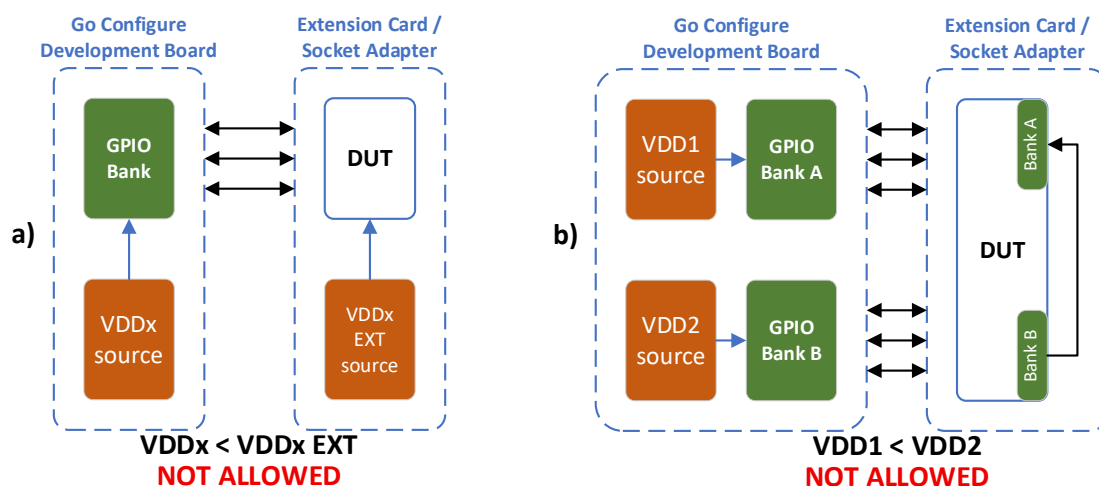 Go Configure
Development Board
Extension Card /
Socket Adapter
a)
GPIO
Bank
DUT
VDDx
source
VDDx
EXT
source
VDDx < VDDx EXT
NOT ALLOWED
Go Configure
Development Board
Extension Card /
Socket Adapter
b)
VDD1
source
GPIO
Bank A
Bank A
DUT
VDD2
source
GPIO
Bank B
Bank B
VDD1 < VDD2
NOT ALLOWED